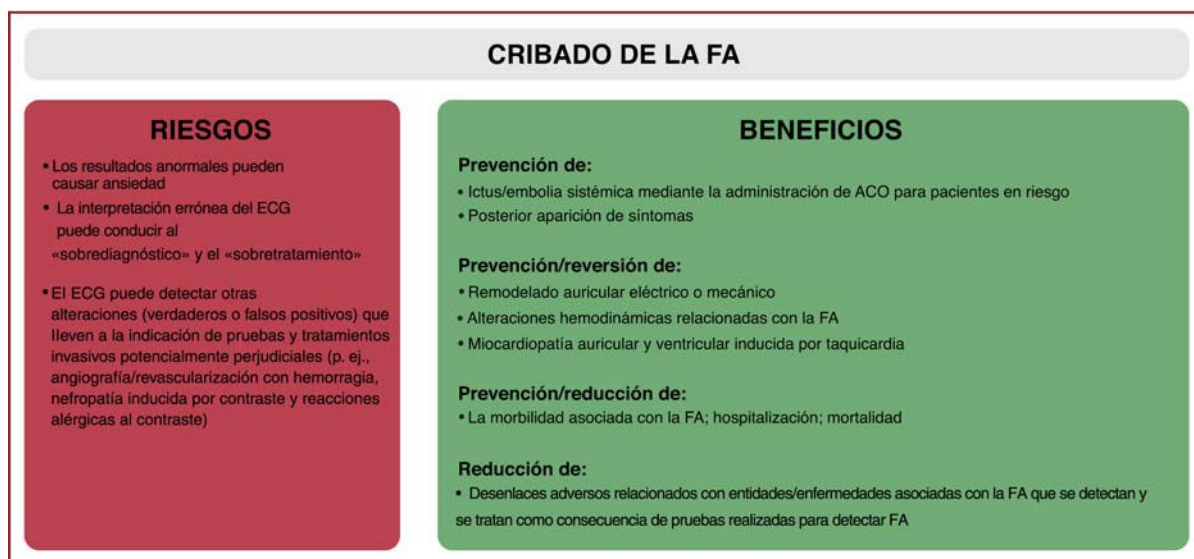 CRIBADO DE LA FA
RIESGOS
• Los resultados anormales pueden
causar ansiedad
• La interpretación errónea del ECG
puede conducir al
«sobrediagnóstico» y el «sobretratamiento»
• El ECG puede detectar otras
alteraciones (verdaderos o falsos positivos) que
lleven a la indicación de pruebas y tratamientos
invasivos potencialmente perjudiciales (p. ej.,
angiografía/revascularización con hemorragia,
nefropatía inducida por contraste y reacciones
alérgicas al contraste)
BENEFICIOS
Prevención de:
• Ictus/embolia sistémica mediante la administración de ACO para pacientes en riesgo
• Posterior aparición de síntomas
Prevención/reversión de:
• Remodelado auricular eléctrico o mecánico
• Alteraciones hemodinámicas relacionadas con la FA
• Miocardiopatía auricular y ventricular inducida por taquicardia
Prevención/reducción de:
• La morbilidad asociada con la FA; hospitalización; mortalidad
Reducción de:
• Desenlaces adversos relacionados con entidades/enfermedades asociadas con la FA que se detectan y
se tratan como consecuencia de pruebas realizadas para detectar FA